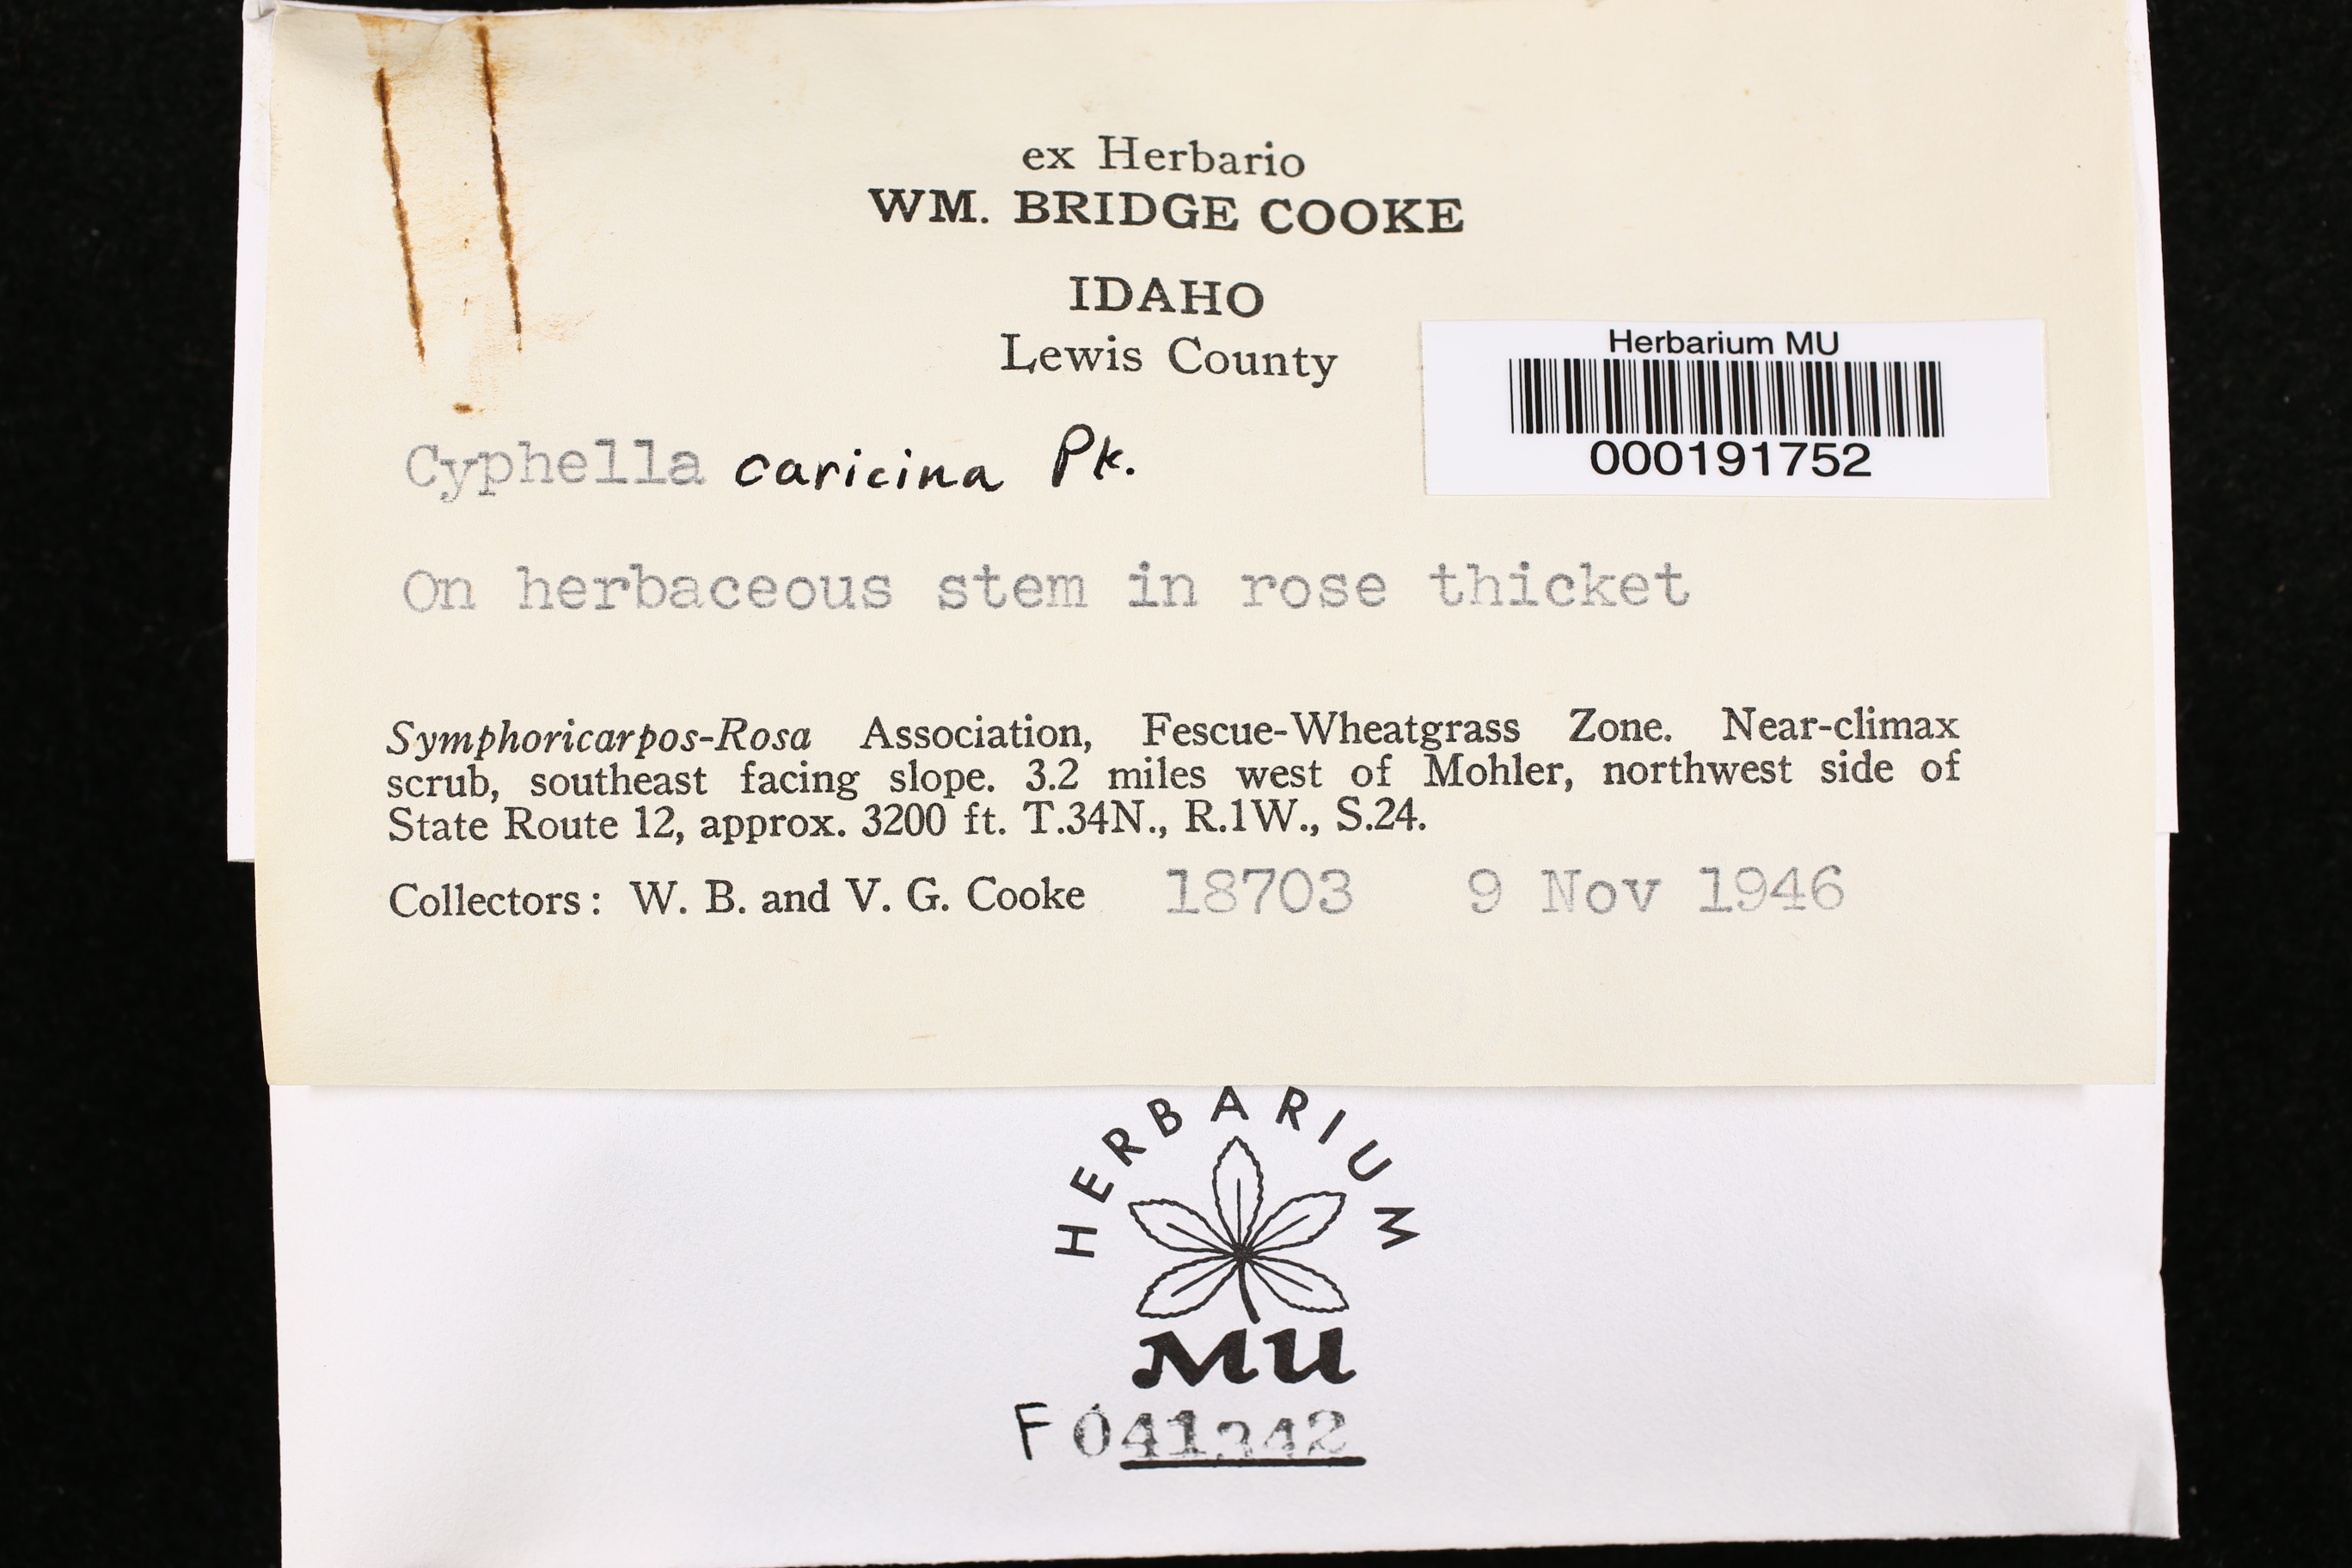 ex Herbario
WM. BRIDGE COOKE
IDAHO
Lewis County
Herbarium MU
000191752
Cyphella caricina Pk.
On herbaceous stem in rose thicket
Symphoricarpos-Rosa Association, Fescue-Wheatgrass Zone. Near-climax
scrub, southeast facing slope. 3.2 miles west of Mohler, northwest side of
State Route 12, approx. 3200 ft. T.34N., R.1W., S.24.
Collectors: W. B. and V. G. Cooke 18703 9 Nov 1946
HERBARIUM
MU
F 041342